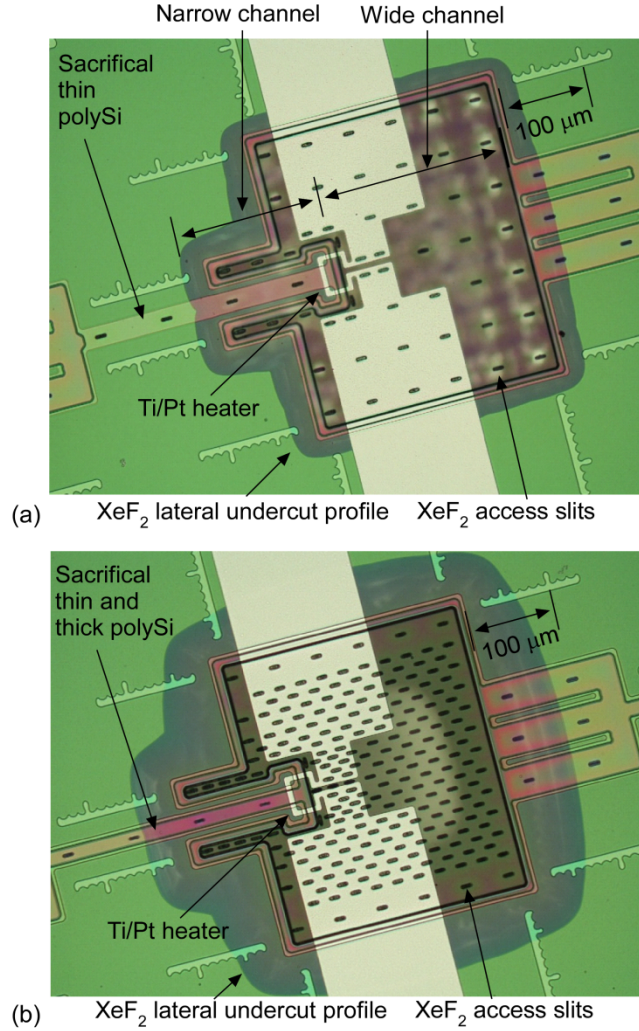 Narrow channel
Wide channel
Sacrifical
thin
polySi
100 μm
Ti/Pt heater
(a)
XeF₂ lateral undercut profile
XeF₂ access slits
Sacrifical
thin and
thick polySi
100 μm
Ti/Pt heater
(b)
XeF₂ lateral undercut profile
XeF₂ access slits